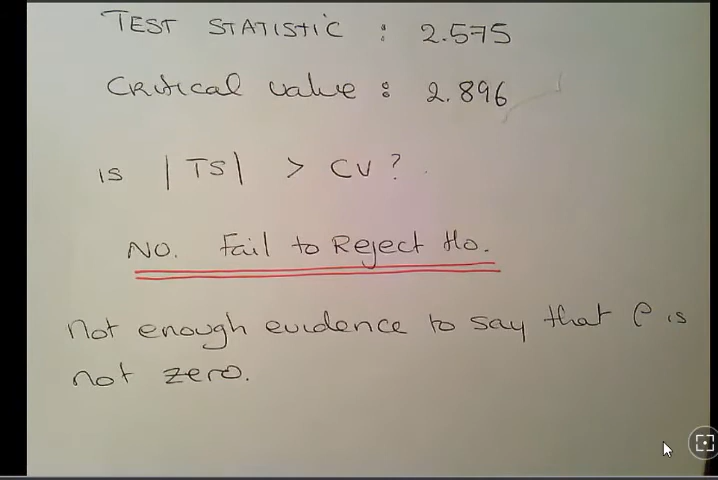 TEST STATISTIC : 2.575
Critical value : 2.896
is |TS| > CV ?
NO. Fail to Reject Ho.
Not enough evidence to say that ρ is
not zero.